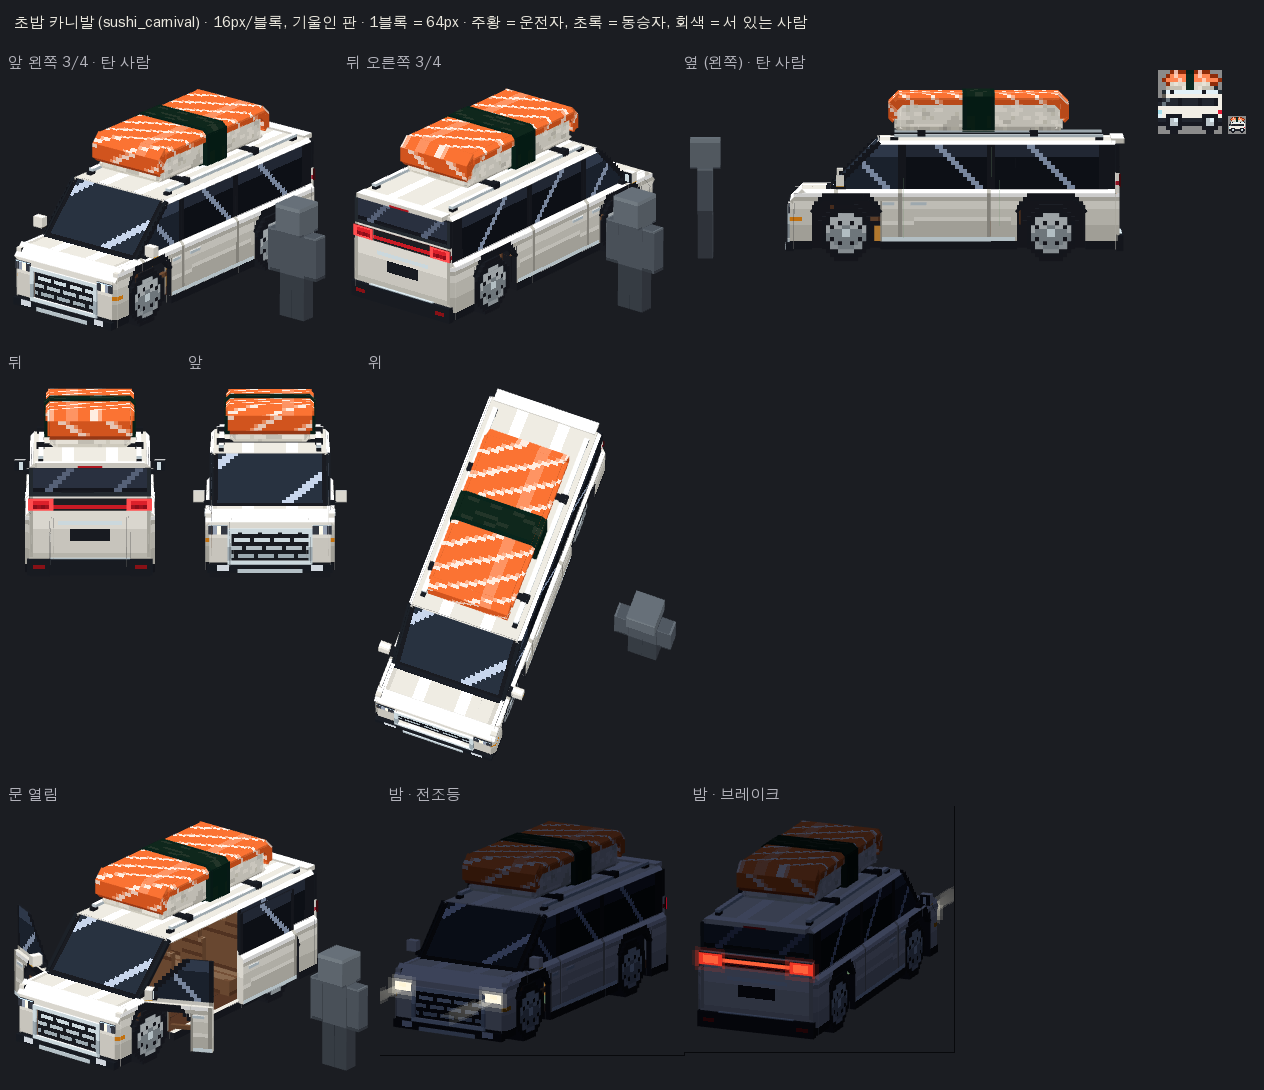 초밥 카니발 (sushi_carnival) · 16px/블록, 기울인 판 · 1블록 = 64px · 주황 = 운전자, 초록 = 동승자, 회색 = 서 있는 사람
앞 왼쪽 3/4 · 탄 사람
뒤 오른쪽 3/4
옆 (왼쪽) · 탄 사람
뒤
앞
위
문 열림
밤 · 전조등
밤 · 브레이크